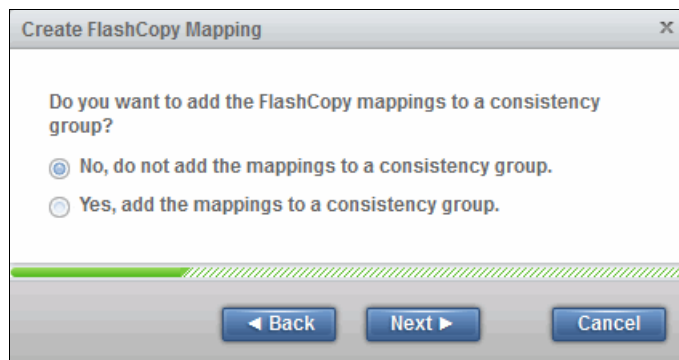 Create FlashCopy Mapping
Do you want to add the FlashCopy mappings to a consistency
group?
No, do not add the mappings to a consistency group.
Yes, add the mappings to a consistency group.
◄ Back
Next ►
Cancel